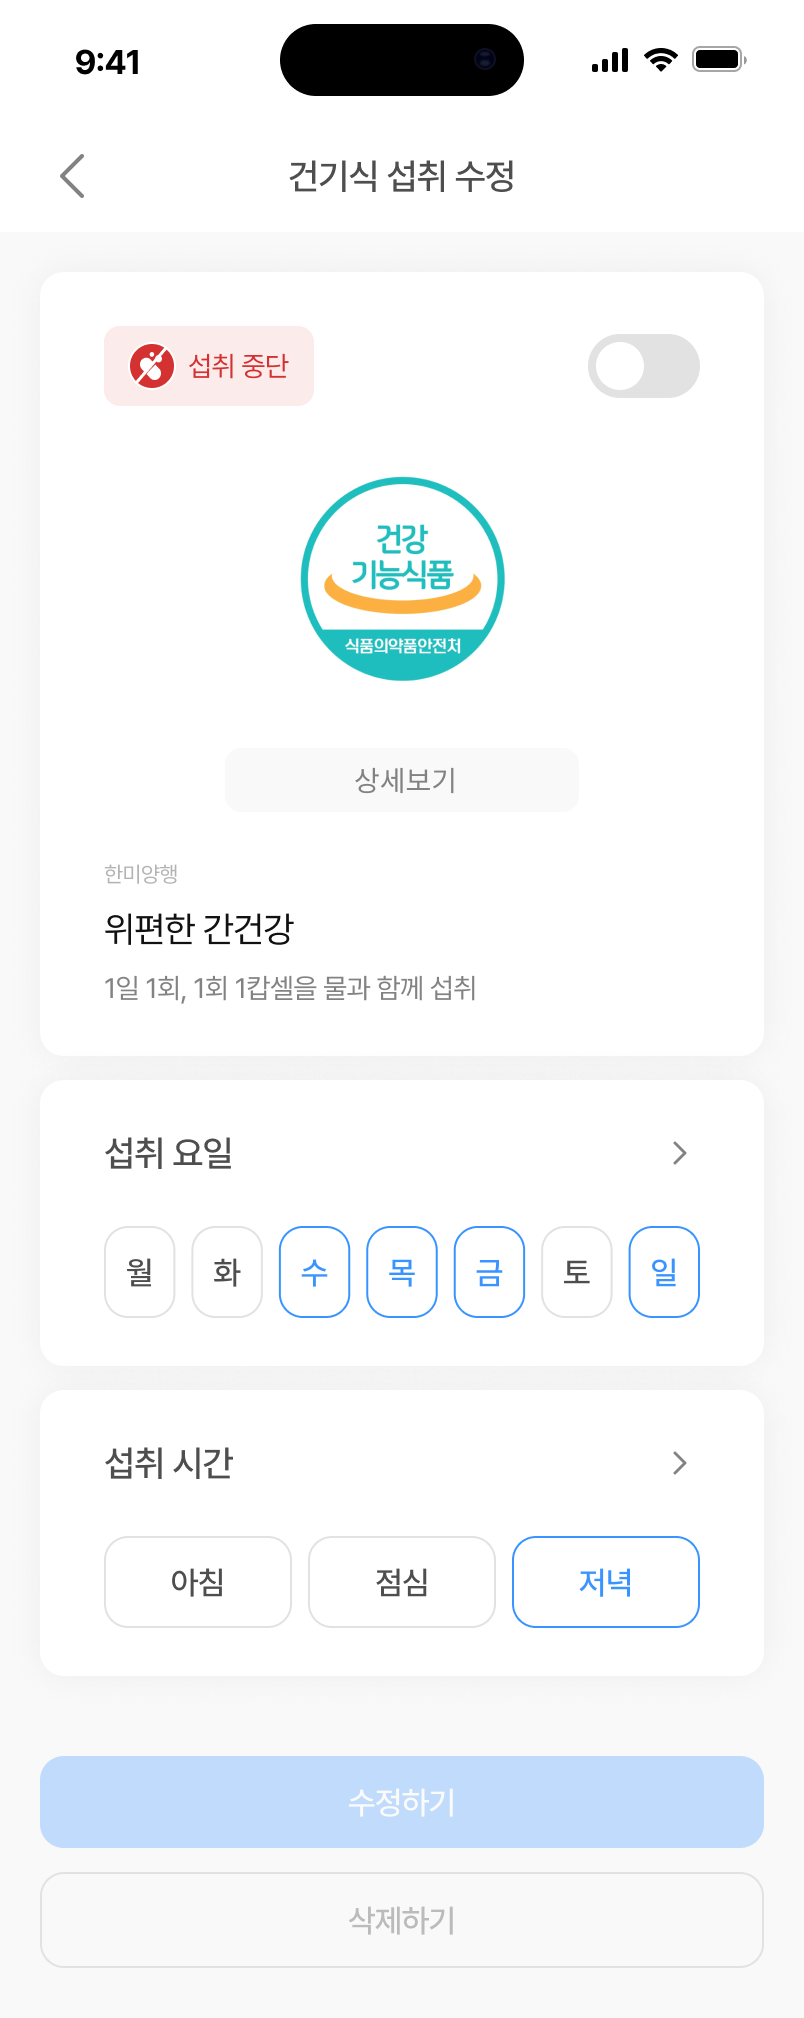 9:41
건기식 섭취 수정
섭취 중단
건강
기능식품
식품의약품안전처
상세보기
한미양행
위편한 간건강
1일 1회, 1회 1캅셀을 물과 함께 섭취
섭취 요일
월 화 수 목 금 토 일
섭취 시간
아침 점심 저녁
수정하기
삭제하기